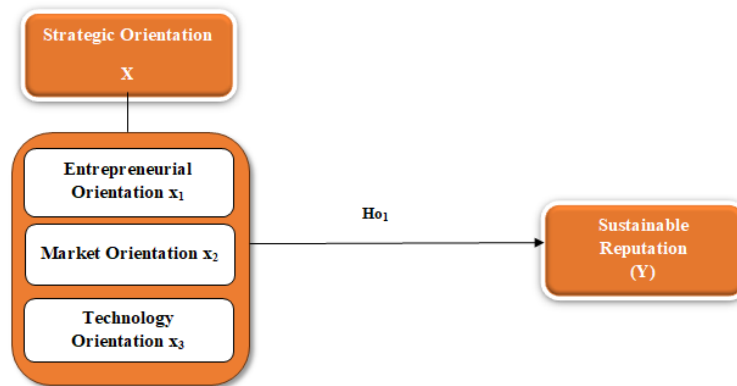 Strategic Orientation
X
Entrepreneurial
Orientation x₁
Market Orientation x₂
Technology
Orientation x₃
Ho₁
Sustainable
Reputation
(Y)